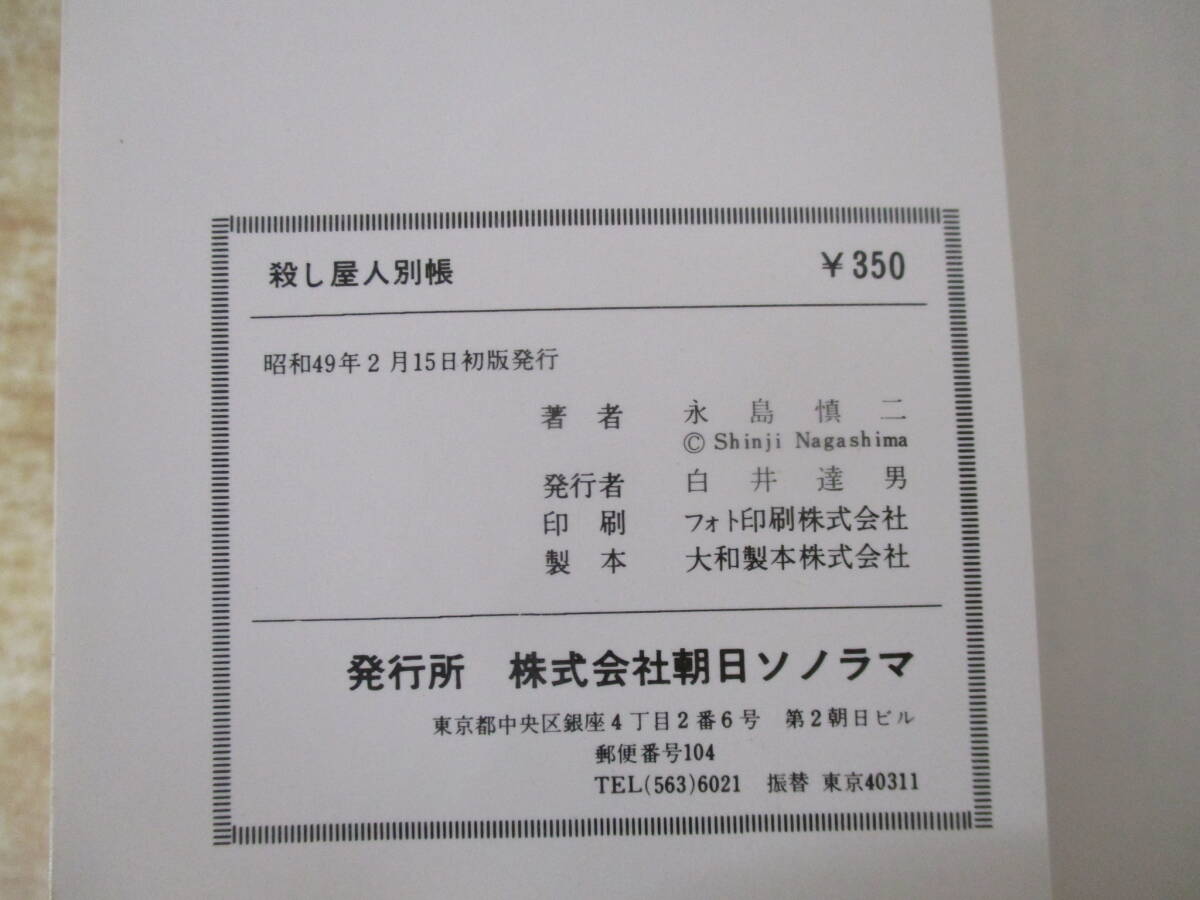 殺し屋人別帳 ¥350
昭和49年2月15日初版発行
著者 永島慎二
© Shinji Nagashima
発行者 白井達男
印刷 フォト印刷株式会社
製本 大和製本株式会社
発行所 株式会社朝日ソノラマ
東京都中央区銀座4丁目2番6号 第2朝日ビル
郵便番号104
TEL(563)6021 振替 東京40311